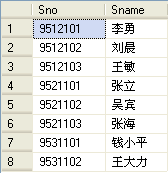 Sno Sname
1 9512101 李勇
2 9512102 刘晨
3 9512103 王敏
4 9521101 张立
5 9521102 吴宾
6 9521103 张海
7 9531101 钱小平
8 9531102 王大力